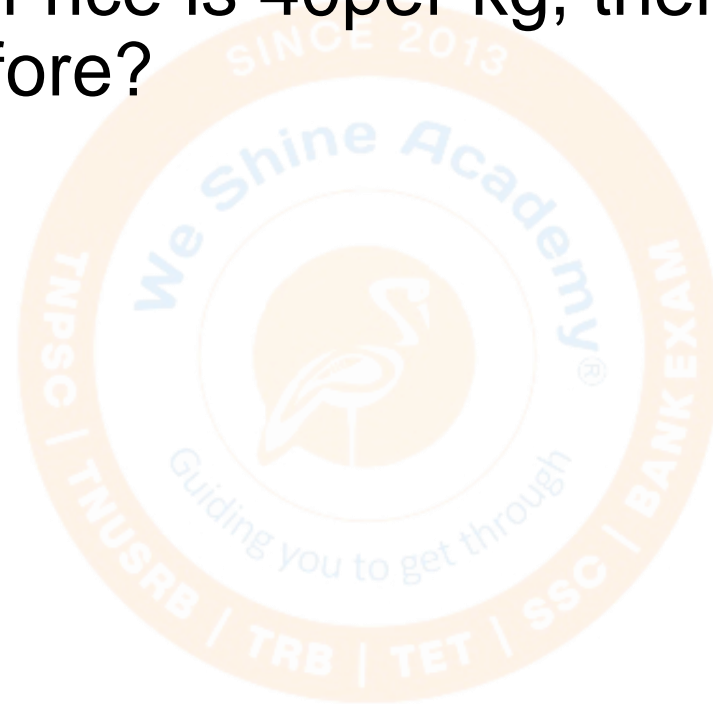 rice is 40per kg, then
fore?
SINCE 2013
We Shine Academy
®
Guiding you to get through
TNPSC | TNUSRB | TRB | TET | SSC | BANK EXAM